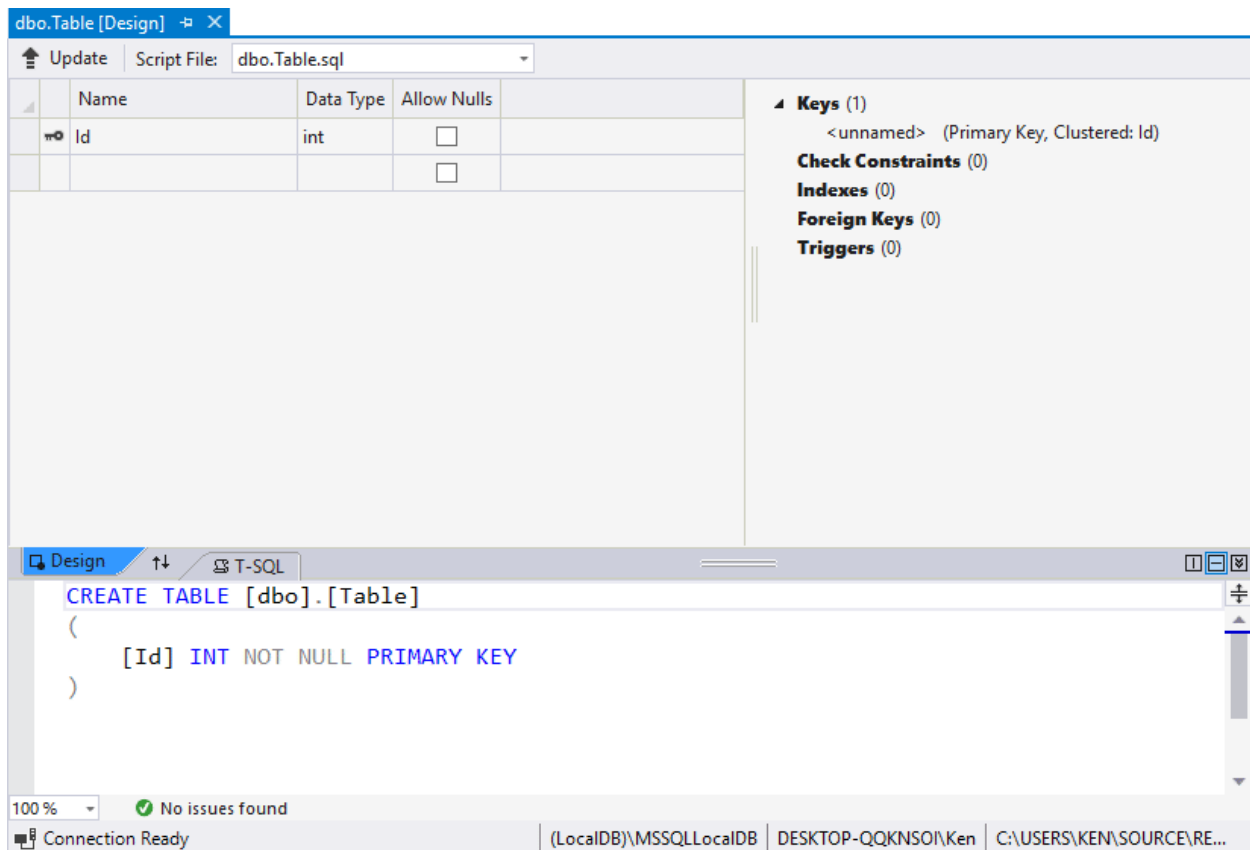 dbo.Table [Design]
Update Script File: dbo.Table.sql
Name Data Type Allow Nulls
Id int
Keys (1)
<unnamed> (Primary Key, Clustered: Id)
Check Constraints (0)
Indexes (0)
Foreign Keys (0)
Triggers (0)
Design T-SQL
CREATE TABLE [dbo].[Table]
(
[Id] INT NOT NULL PRIMARY KEY
)
100 % No issues found
Connection Ready (LocalDB)\MSSQLLocalDB DESKTOP-QQKNSOI\Ken C:\USERS\KEN\SOURCE\RE...